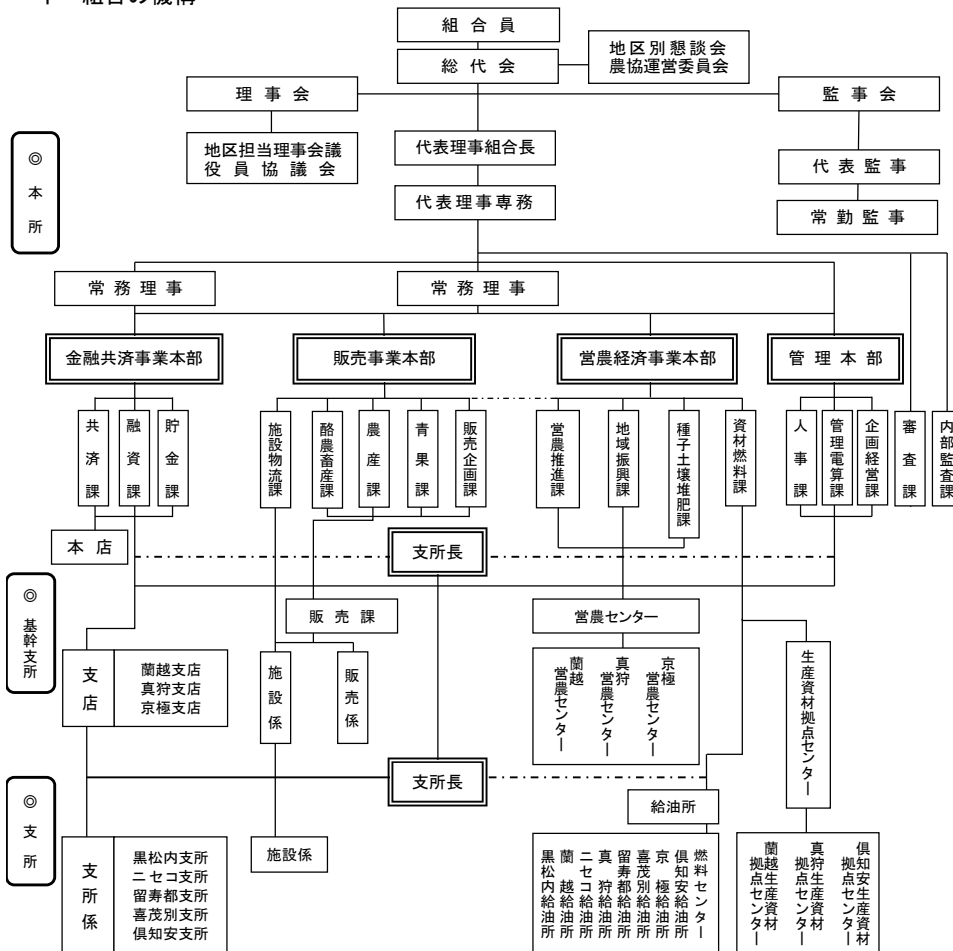 組合員
総代会
地区別懇談会
農協運営委員会
理事会
監事会
地区担当理事会議
役員協議会
代表理事組合長
代表理事専務
代表監事
常勤監事
◎本所
常務理事
常務理事
金融共済事業本部
販売事業本部
営農経済事業本部
管理本部
共済課
融資課
貯金課
施設物流課
酪農畜産課
農産課
青果課
販売企画課
営農推進課
地域振興課
種子土壌堆肥課
資材燃料課
人事課
管理電算課
企画経営課
審査課
内部監査課
本店
支所長
◎基幹支所
販売課
営農センター
支店
蘭越支店
真狩支店
京極支店
施設係
販売係
蘭越
営農センター
真狩
営農センター
京極
営農センター
生産資材拠点センター
支所長
◎支所
給油所
支所係
黒松内支所
ニセコ支所
留寿都支所
喜茂別支所
倶知安支所
施設係
黒松内給油所
蘭越給油所
ニセコ給油所
真狩給油所
留寿都給油所
喜茂別給油所
京極給油所
倶知安給油所
燃料センター
蘭越生産資材
拠点センター
真狩生産資材
拠点センター
倶知安生産資材
拠点センター